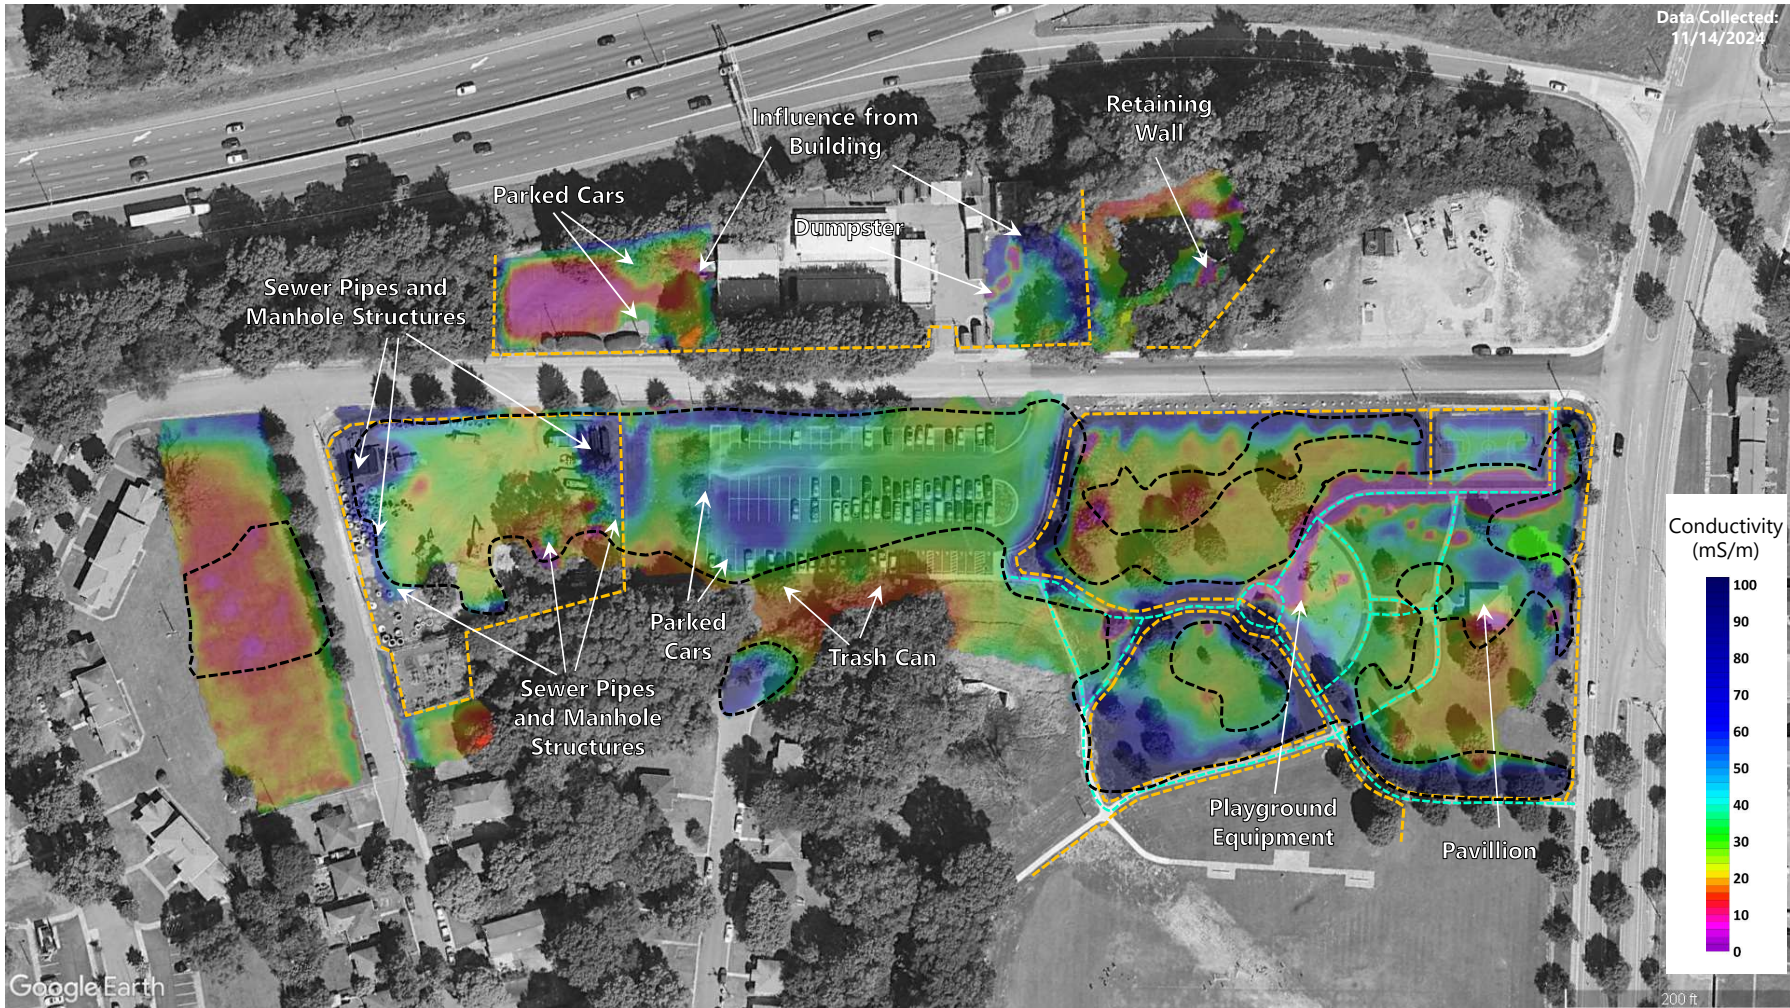 Data Collected:
11/14/2024
Influence from
Building
Retaining
Wall
Parked Cars
Dumpster
Sewer Pipes and
Manhole Structures
Conductivity
(mS/m)
100
90
80
70
60
50
40
30
20
10
0
Parked
Cars
Trash Can
Sewer Pipes
and Manhole
Structures
Playground
Equipment
Pavillion
Google Earth
200 ft